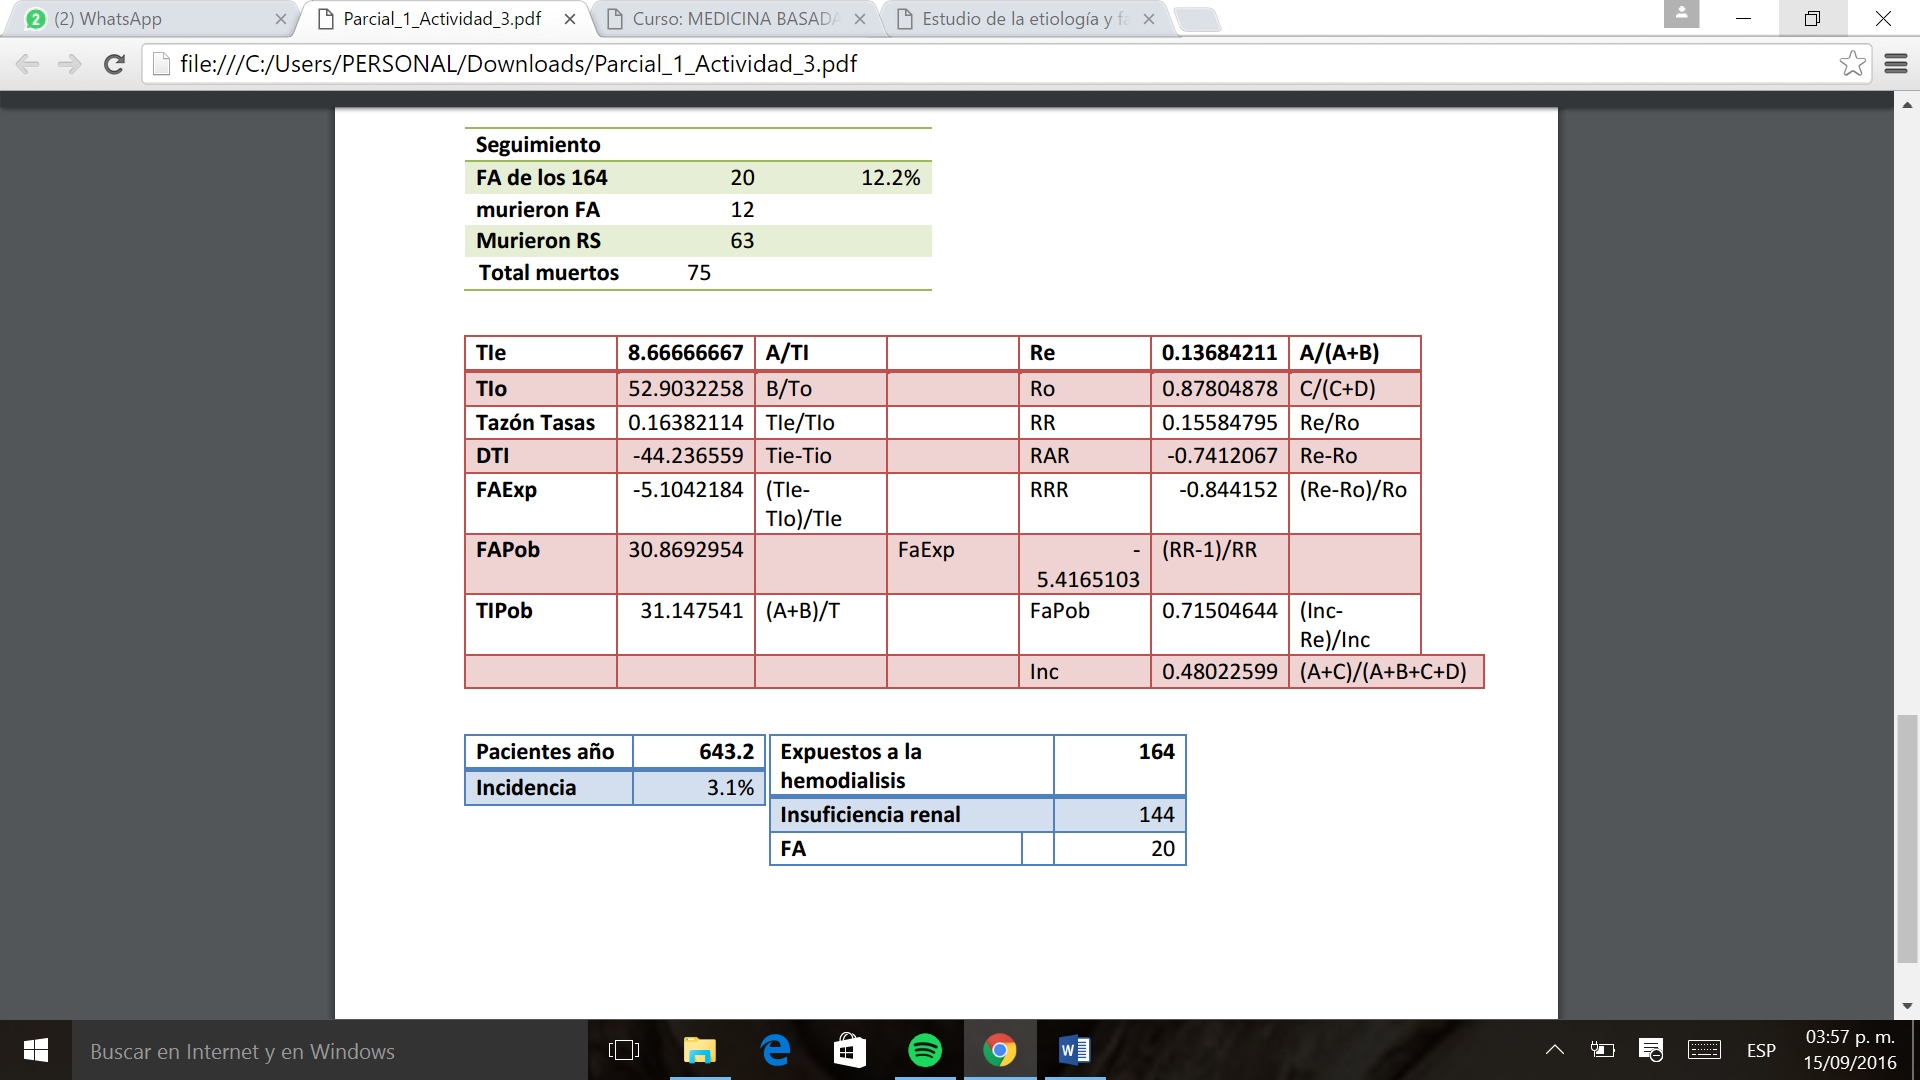 2 (2) WhatsApp
Parcial_1_Actividad_3.pdf
Curso: MEDICINA BASADA
Estudio de la etiología y fa
file:///C:/Users/PERSONAL/Downloads/Parcial_1_Actividad_3.pdf
Seguimiento
FA de los 164 20 12.2%
murieron FA 12
Murieron RS 63
Total muertos 75
TIe 8.66666667 A/TI Re 0.13684211 A/(A+B)
TIo 52.9032258 B/To Ro 0.87804878 C/(C+D)
Tazón Tasas 0.16382114 TIe/TIo RR 0.15584795 Re/Ro
DTI -44.236559 Tie-Tio RAR -0.7412067 Re-Ro
FAExp -5.1042184 (TIe- RRR -0.844152 (Re-Ro)/Ro
TIo)/TIe
FAPob 30.8692954 FaExp - (RR-1)/RR
5.4165103
TIPob 31.147541 (A+B)/T FaPob 0.71504644 (Inc-
Re)/Inc
Inc 0.48022599 (A+C)/(A+B+C+D)
Pacientes año 643.2
Incidencia 3.1%
Expuestos a la 164
hemodialisis
Insuficiencia renal 144
FA 20
Buscar en Internet y en Windows
ESP
03:57 p. m.
15/09/2016